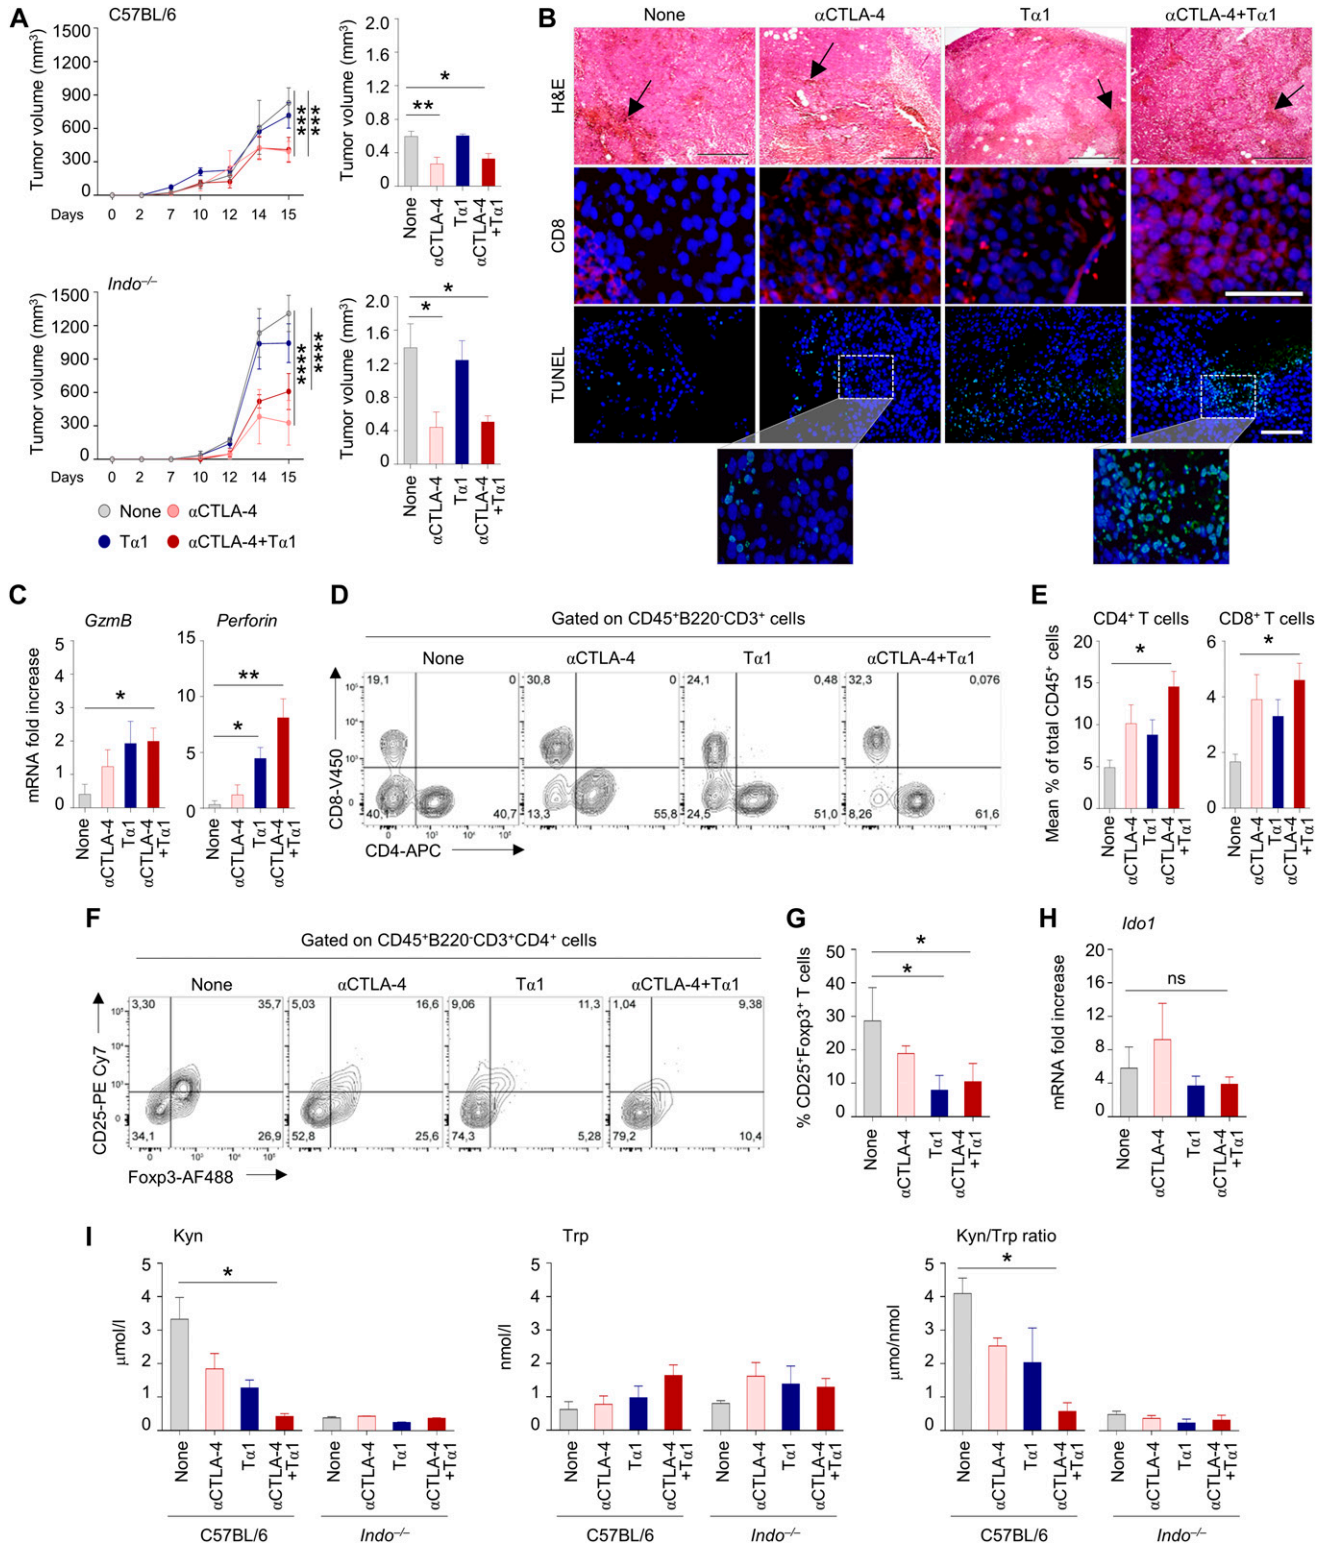 A
C57BL/6
Tumor volume (mm³)
1500
900
600
300
0
Days
0 2 7 10 12 14 15
***
***
Tumor volume (mm³)
2.0
1.6
1.2
0.8
0.4
0
*
**
None
αCTLA-4
Tα1
αCTLA-4
+Tα1
Indo⁻/⁻
Tumor volume (mm³)
1500
1200
900
600
300
0
Days
0 2 7 10 12 14 15
****
****
Tumor volume (mm³)
2.0
1.6
1.2
0.8
0.4
0
*
*
None
αCTLA-4
Tα1
αCTLA-4
+Tα1
None
αCTLA-4
Tα1
αCTLA-4+Tα1
B
None αCTLA-4 Tα1 αCTLA-4+Tα1
H&E
CD8
TUNEL
C
GzmB
mRNA fold increase
5
4
3
2
1
0
*
None
αCTLA-4
Tα1
αCTLA-4
+Tα1
Perforin
15
10
5
0
**
*
None
αCTLA-4
Tα1
αCTLA-4
+Tα1
D
Gated on CD45⁺B220⁻CD3⁺ cells
None αCTLA-4 Tα1 αCTLA-4+Tα1
19,1 0 30,8 0 24,1 0,48 32,3 0,076
40,1 40,7 13,3 55,8 24,5 51,0 8,26 61,6
CD8-V450
CD4-APC
E
CD4⁺ T cells
CD8⁺ T cells
Mean % of total CD45⁺ cells
20
15
10
5
0
*
None
αCTLA-4
Tα1
αCTLA-4
+Tα1
6
4
2
0
*
None
αCTLA-4
Tα1
αCTLA-4
+Tα1
F
Gated on CD45⁺B220⁻CD3⁺CD4⁺ cells
None αCTLA-4 Tα1 αCTLA-4+Tα1
3,30 35,7 5,03 16,6 9,06 11,3 1,04 9,38
34,1 26,9 52,8 25,6 74,3 5,28 79,2 10,4
CD25-PE Cy7
Foxp3-AF488
G
% CD25⁺Foxp3⁺ T cells
50
40
30
20
10
0
*
*
None
αCTLA-4
Tα1
αCTLA-4
+Tα1
H
Ido1
mRNA fold increase
20
16
12
8
4
0
ns
None
αCTLA-4
Tα1
αCTLA-4
+Tα1
I
Kyn
μmol/l
5
4
3
2
1
0
*
None
αCTLA-4
Tα1
αCTLA-4
+Tα1
None
αCTLA-4
Tα1
αCTLA-4
+Tα1
C57BL/6
Indo⁻/⁻
Trp
nmol/l
5
4
3
2
1
0
None
αCTLA-4
Tα1
αCTLA-4
+Tα1
None
αCTLA-4
Tα1
αCTLA-4
+Tα1
C57BL/6
Indo⁻/⁻
Kyn/Trp ratio
μmo/nmol
5
4
3
2
1
0
*
None
αCTLA-4
Tα1
αCTLA-4
+Tα1
None
αCTLA-4
Tα1
αCTLA-4
+Tα1
C57BL/6
Indo⁻/⁻